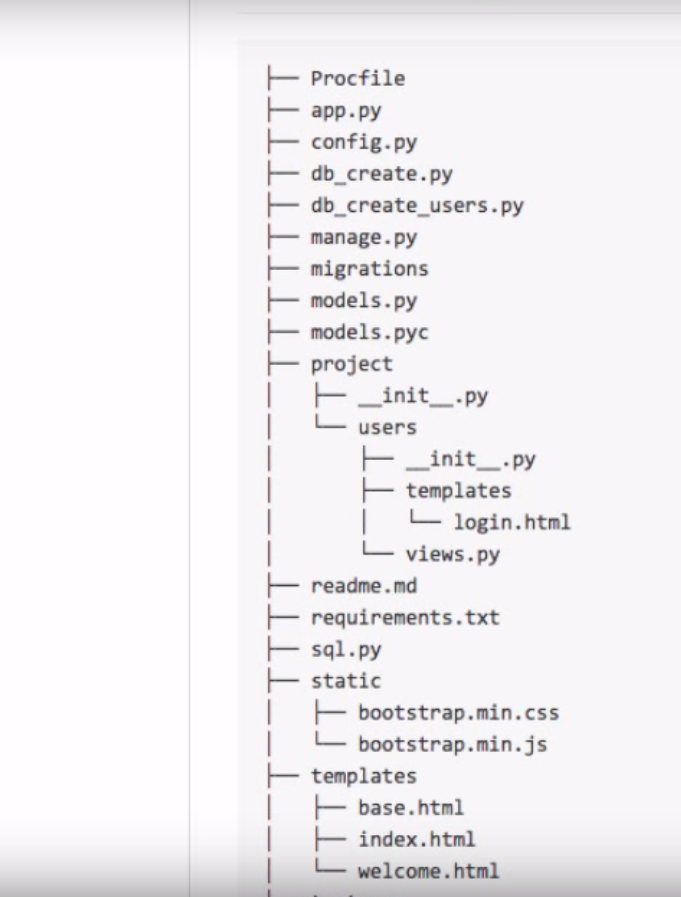 ├── Procfile
├── app.py
├── config.py
├── db_create.py
├── db_create_users.py
├── manage.py
├── migrations
├── models.py
├── models.pyc
├── project
│   ├── __init__.py
│   └── users
│       ├── __init__.py
│       ├── templates
│       │   └── login.html
│       └── views.py
├── readme.md
├── requirements.txt
├── sql.py
├── static
│   ├── bootstrap.min.css
│   └── bootstrap.min.js
├── templates
│   ├── base.html
│   ├── index.html
│   └── welcome.html